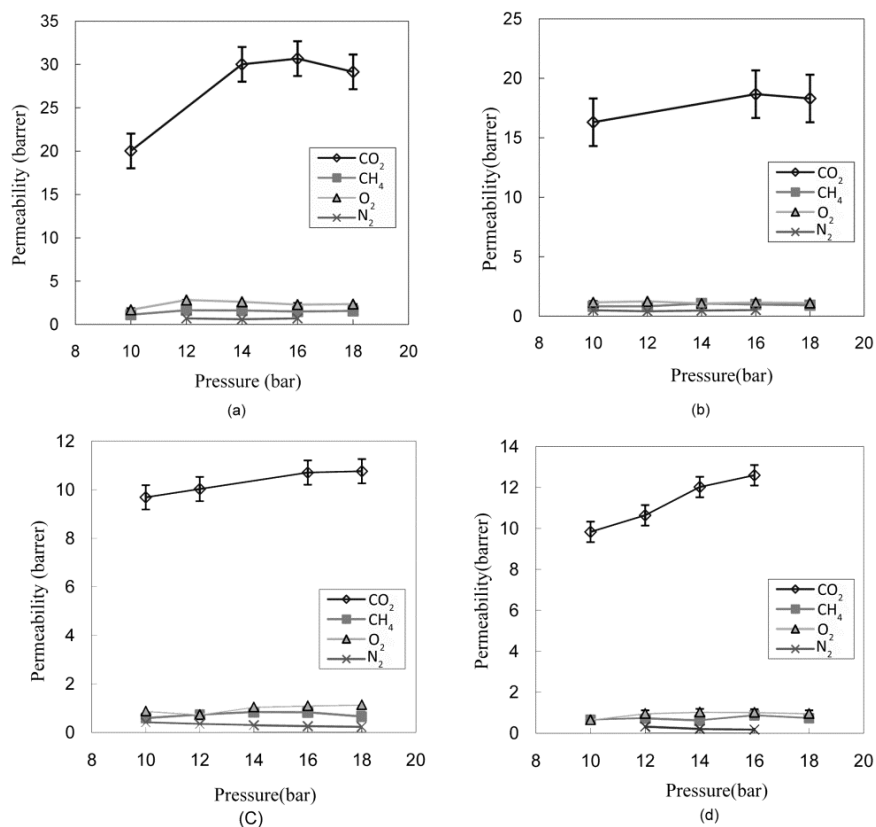 35
30
25
20
15
10
5
0
8 10 12 14 16 18 20
Permeability (barrer)
Pressure (bar)
CO₂
CH₄
O₂
N₂
(a)
25
20
15
10
5
0
8 10 12 14 16 18 20
Permeability(barrer)
Pressure(bar)
CO₂
CH₄
O₂
N₂
(b)
12
10
8
6
4
2
0
8 10 12 14 16 18 20
Permeability (barrer)
Pressure(bar)
CO₂
CH₄
O₂
N₂
(C)
14
12
10
8
6
4
2
0
8 10 12 14 16 18 20
Permeability(barrer)
Pressure(bar)
CO₂
CH₄
O₂
N₂
(d)